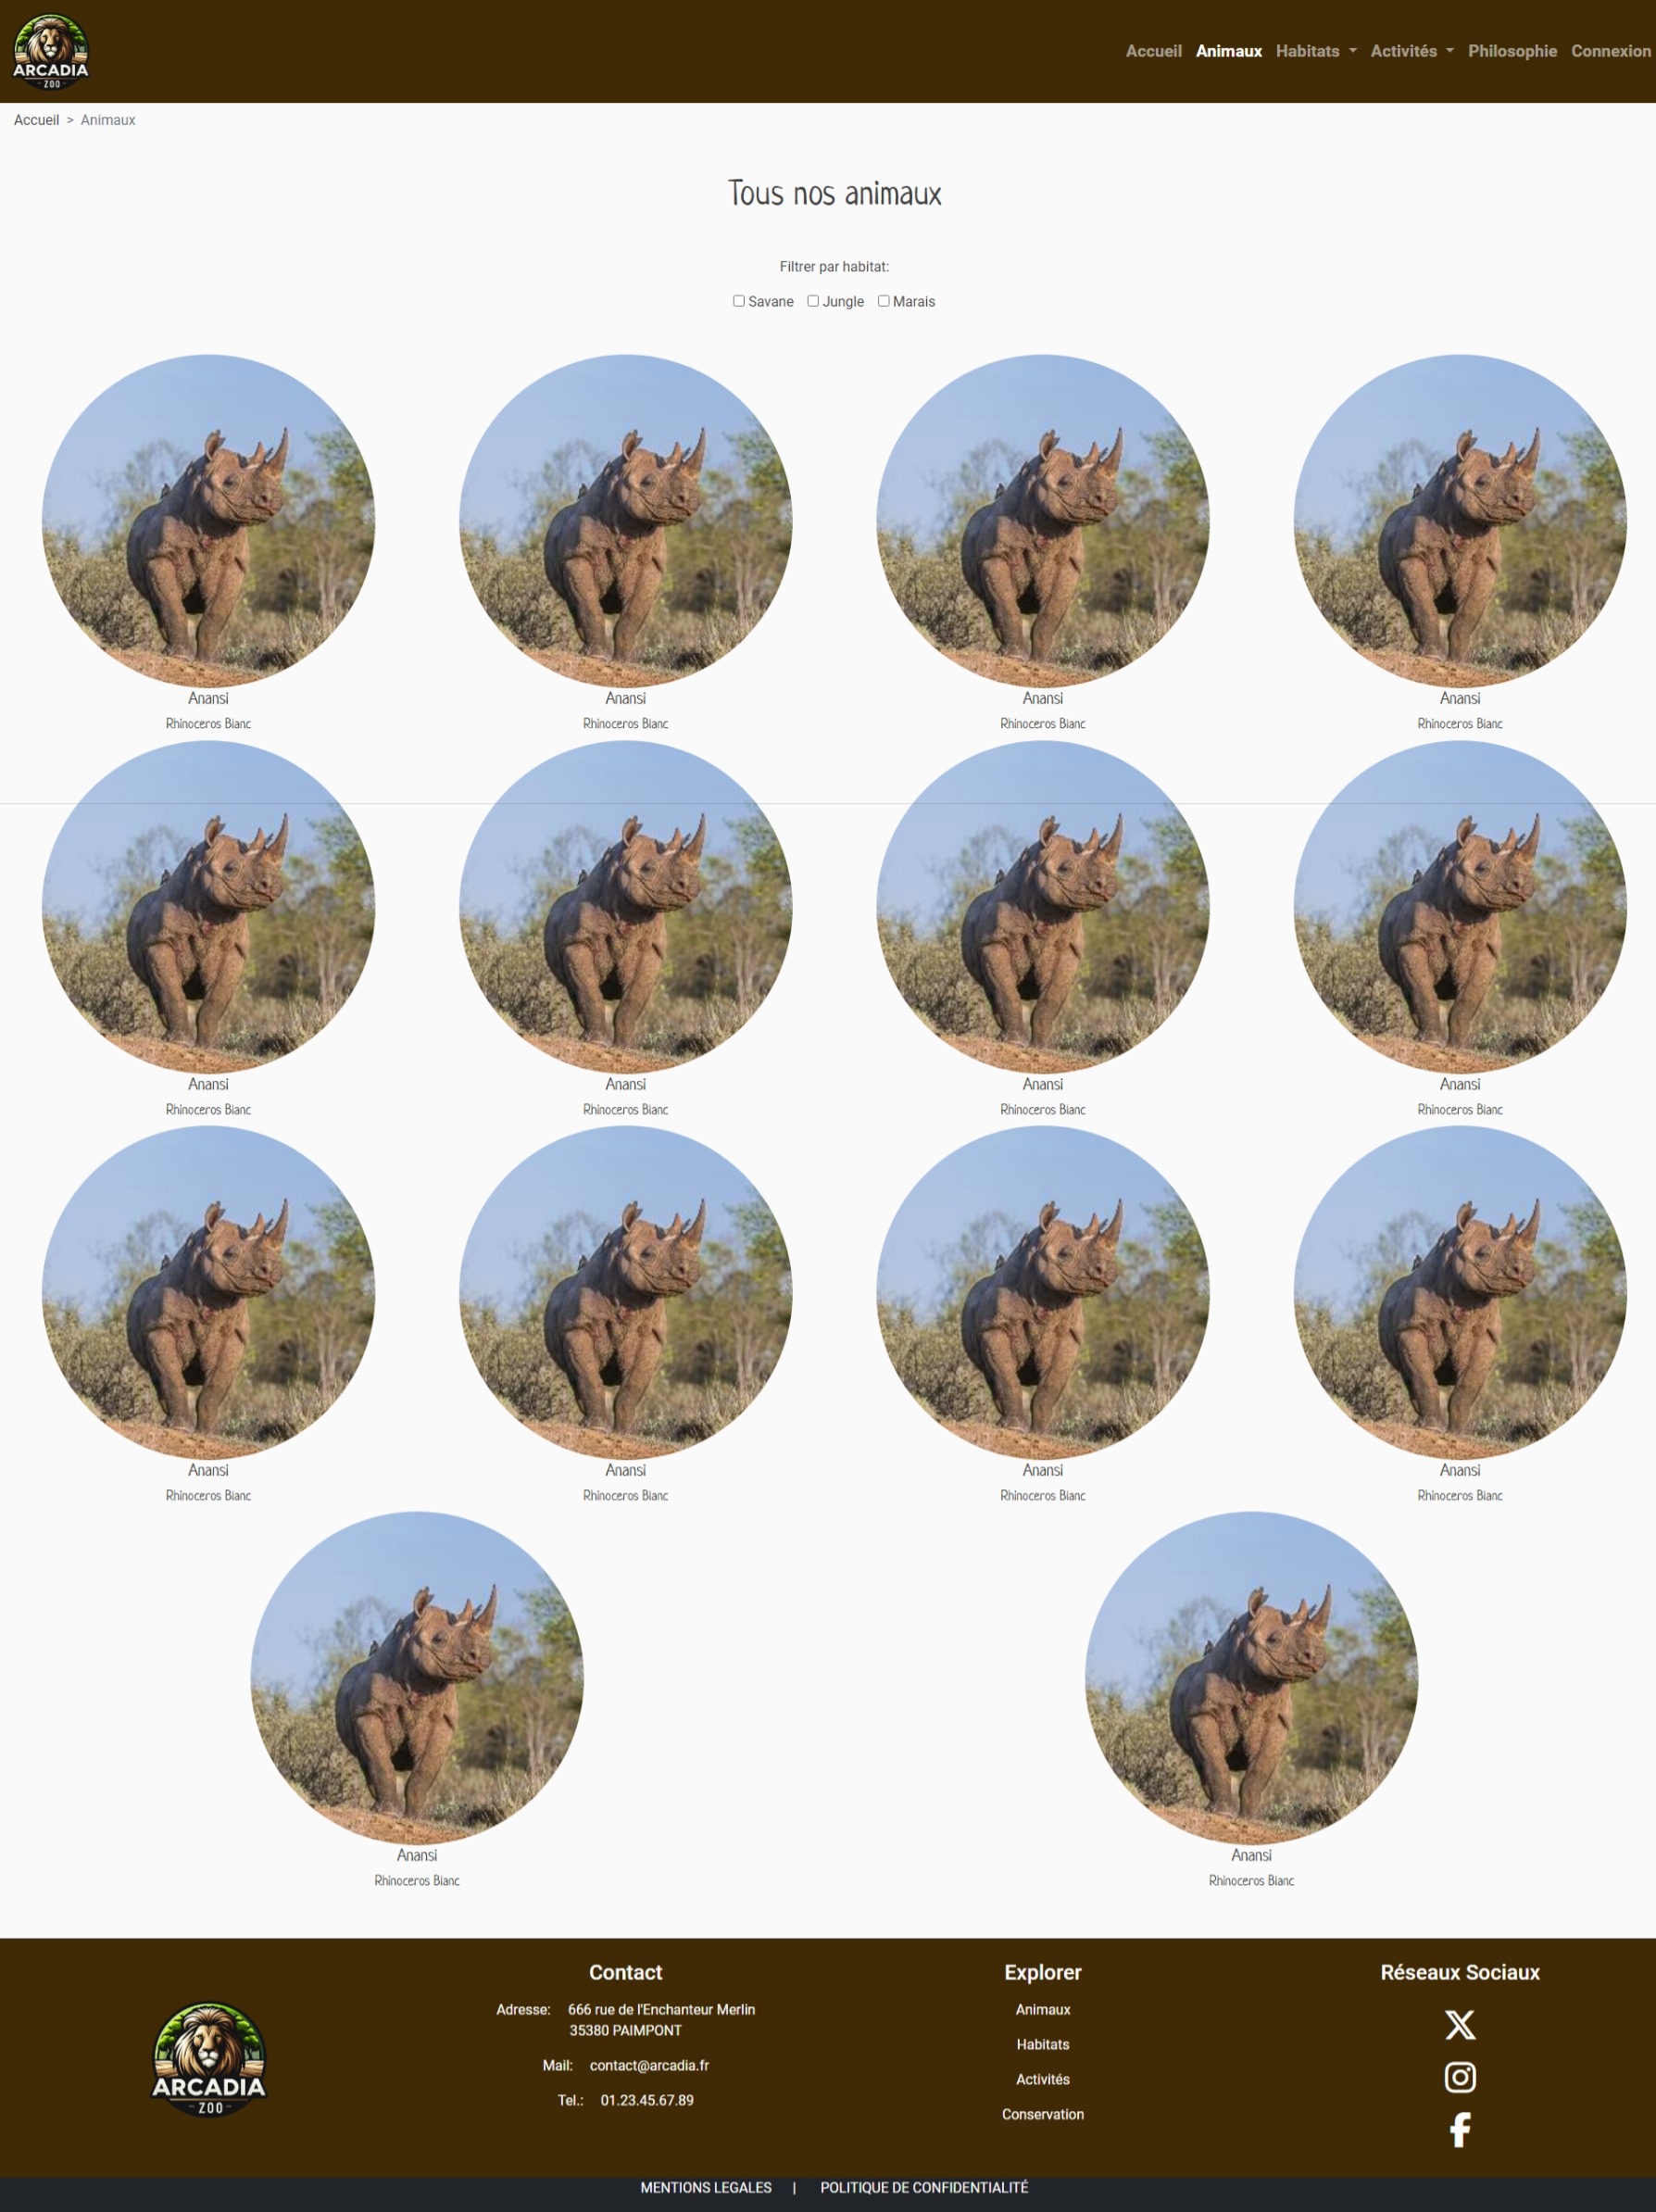 ARCADIA
ZOO
Accueil Animaux Habitats Activités Philosophie Connexion
Accueil > Animaux
Tous nos animaux
Filtrer par habitat:
Savane Jungle Marais
Anansi Anansi Anansi Anansi
Rhinoceros Blanc Rhinoceros Blanc Rhinoceros Blanc Rhinoceros Blanc
Anansi Anansi Anansi Anansi
Rhinoceros Blanc Rhinoceros Blanc Rhinoceros Blanc Rhinoceros Blanc
Anansi Anansi Anansi Anansi
Rhinoceros Blanc Rhinoceros Blanc Rhinoceros Blanc Rhinoceros Blanc
Anansi Anansi
Rhinoceros Blanc Rhinoceros Blanc
ARCADIA
ZOO
Contact
Adresse: 666 rue de l'Enchanteur Merlin
35380 PAIMPONT
Mail: contact@arcadia.fr
Tel.: 01.23.45.67.89
Explorer
Animaux
Habitats
Activités
Conservation
Réseaux Sociaux
MENTIONS LEGALES | POLITIQUE DE CONFIDENTIALITÉ